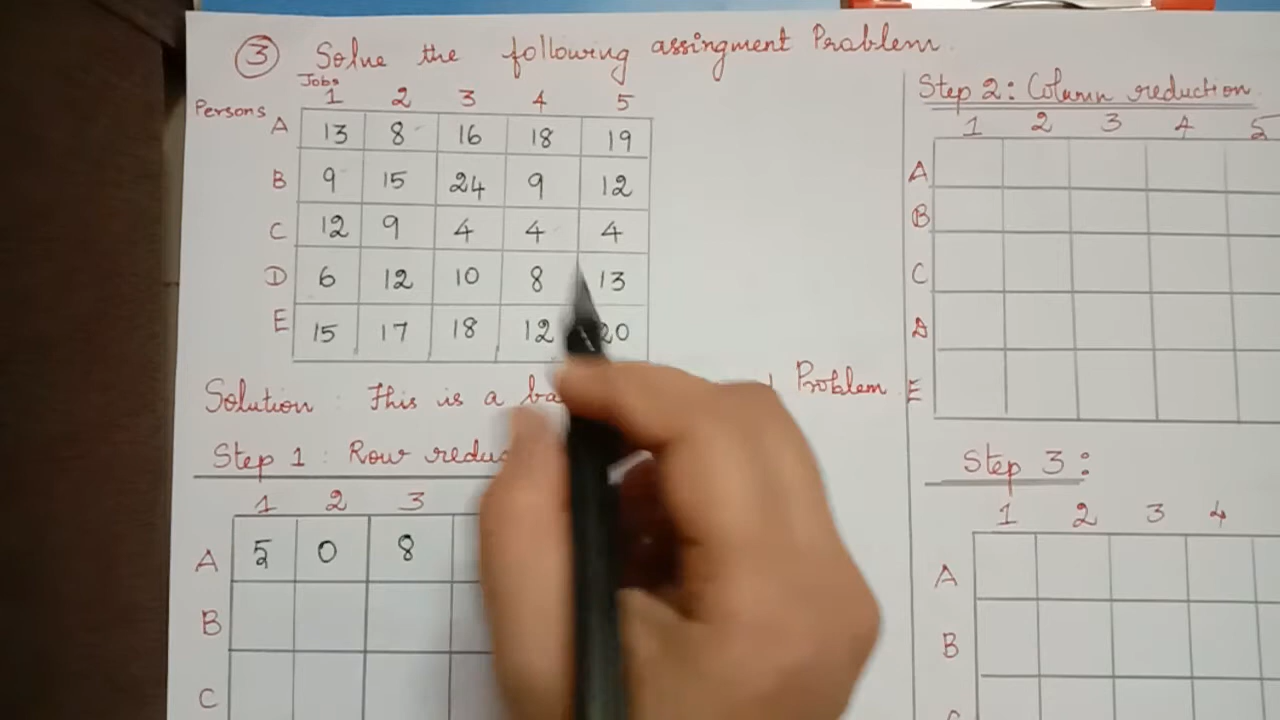 3 Solve the following assingment Problem.
Jobs
Persons 1 2 3 4 5
A 13 8 16 18 19
B 9 15 24 9 12
C 12 9 4 4 4
D 6 12 10 8 13
E 15 17 18 12 20
Solution : This is a Problem
Step 1 : Row
1 2 3
A 5 0 8
B
C
Step 2 : Column reduction
1 2 3 4 5
A
B
C
D
E
Step 3 :
1 2 3 4
A
B